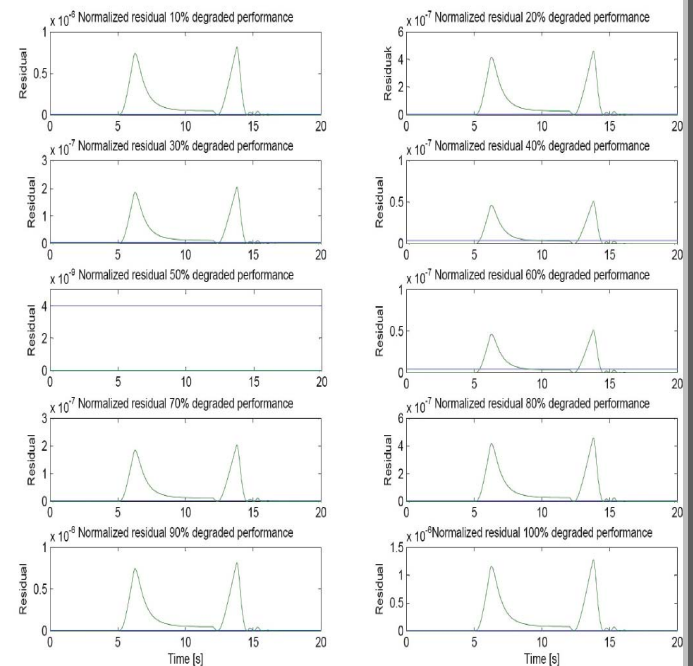 x 10^-6 Normalized residual 10% degraded performance
1
0.5
0
Residual
0 5 10 15 20
x 10^-7 Normalized residual 20% degraded performance
6
4
2
0
Residuak
0 5 10 15 20
x 10^-7 Normalized residual 30% degraded performance
3
2
1
0
Residual
0 5 10 15 20
x 10^-7 Normalized residual 40% degraded performance
1
0.5
0
Residual
0 5 10 15 20
x 10^-9 Normalized residual 50% degraded performance
4
2
0
Residual
0 5 10 15 20
x 10^-7 Normalized residual 60% degraded performance
1
0.5
0
Residual
0 5 10 15 20
x 10^-7 Normalized residual 70% degraded performance
3
2
1
0
Residual
0 5 10 15 20
x 10^-7 Normalized residual 80% degraded performance
6
4
2
0
Residual
0 5 10 15 20
x 10^-6 Normalized residual 90% degraded performance
1
0.5
0
Residual
0 5 10 15 20
Time [s]
x 10^-6Normalized residual 100% degraded performance
1.5
1
0.5
0
Residual
0 5 10 15 20
Time [s]